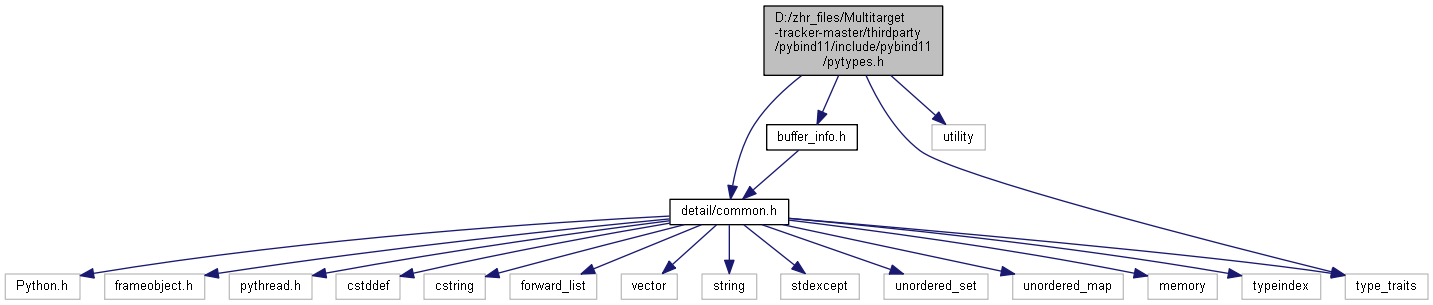 D:/zhr_files/Multitarget
-tracker-master/thirdparty
/pybind11/include/pybind11
/pytypes.h
buffer_info.h
utility
detail/common.h
Python.h
frameobject.h
pythread.h
cstddef
cstring
forward_list
vector
string
stdexcept
unordered_set
unordered_map
memory
typeindex
type_traits